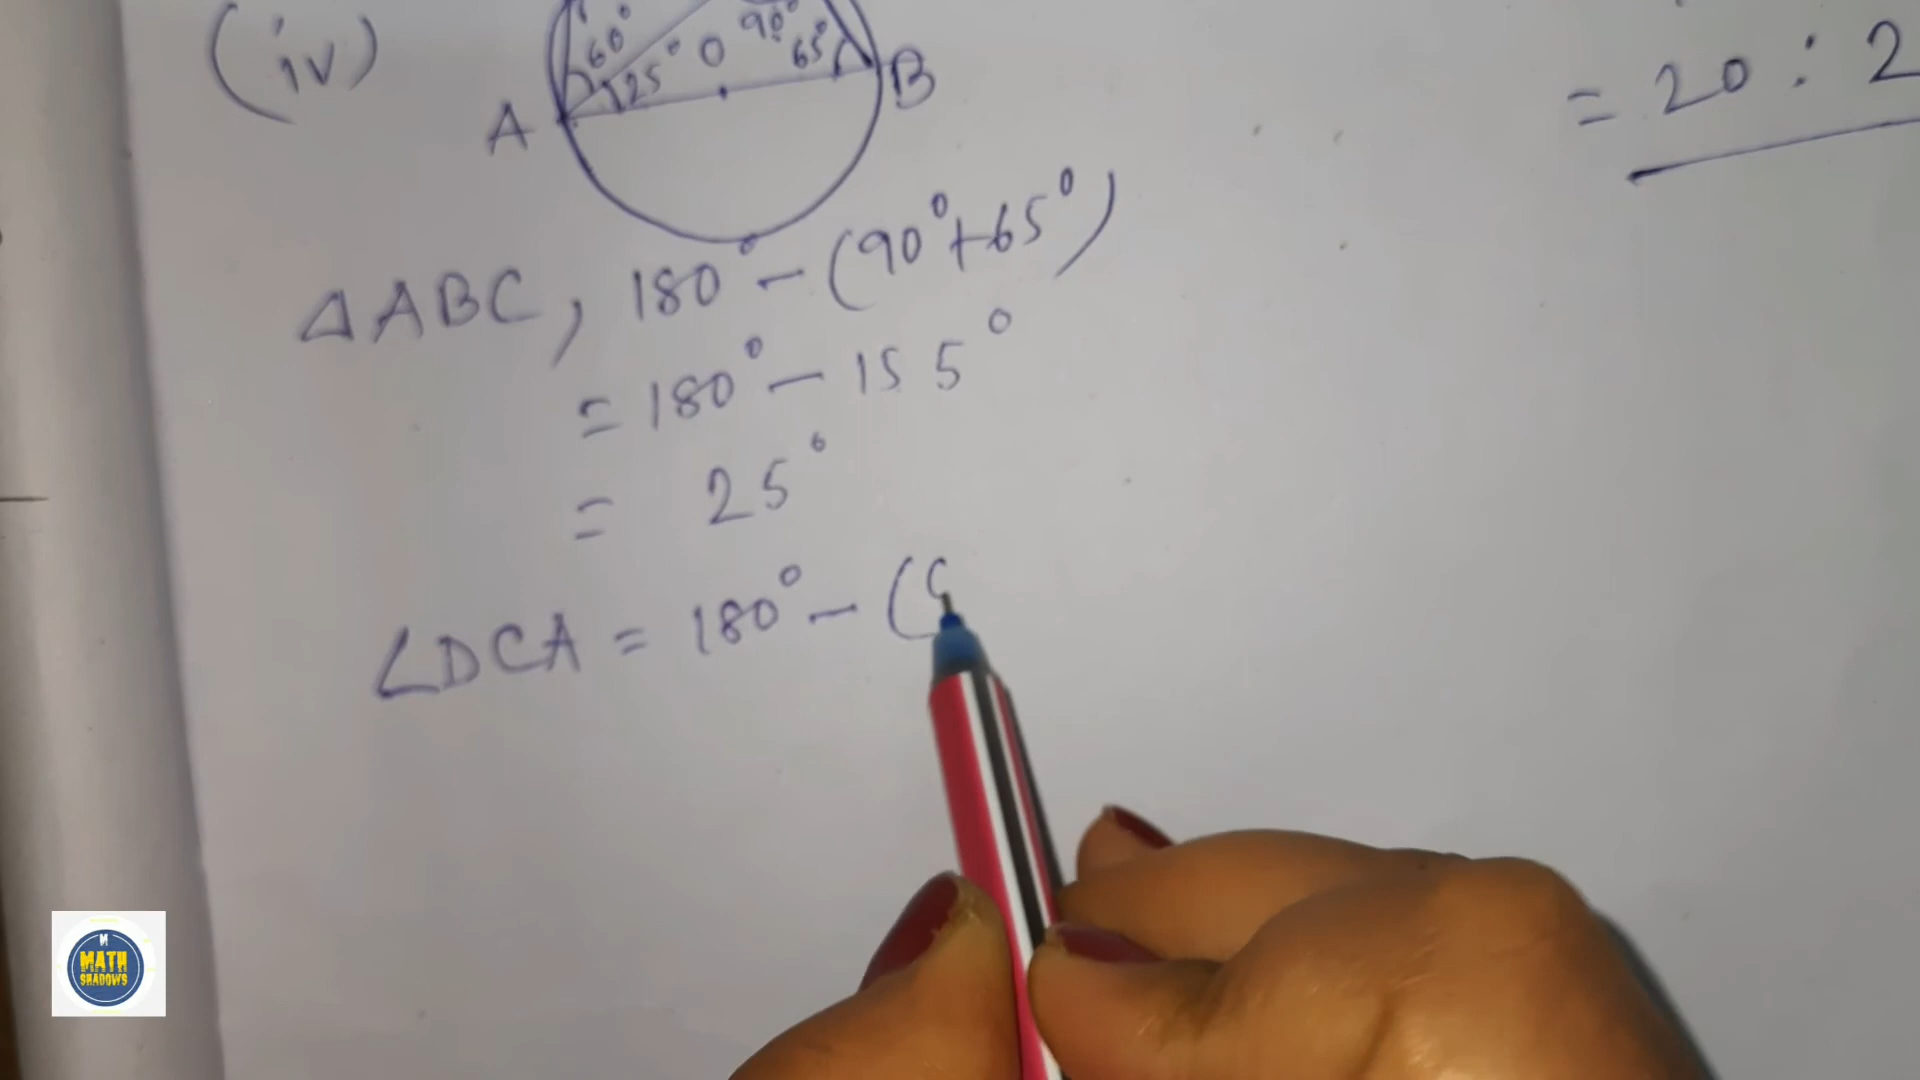 (iv)
60°
25°
O
90°
65°
A
B
= 20 : 2
△ABC, 180° - (90° + 65°)
= 180° - 155°
= 25°
∠DCA = 180° - (
M
MATH
SHADOWS